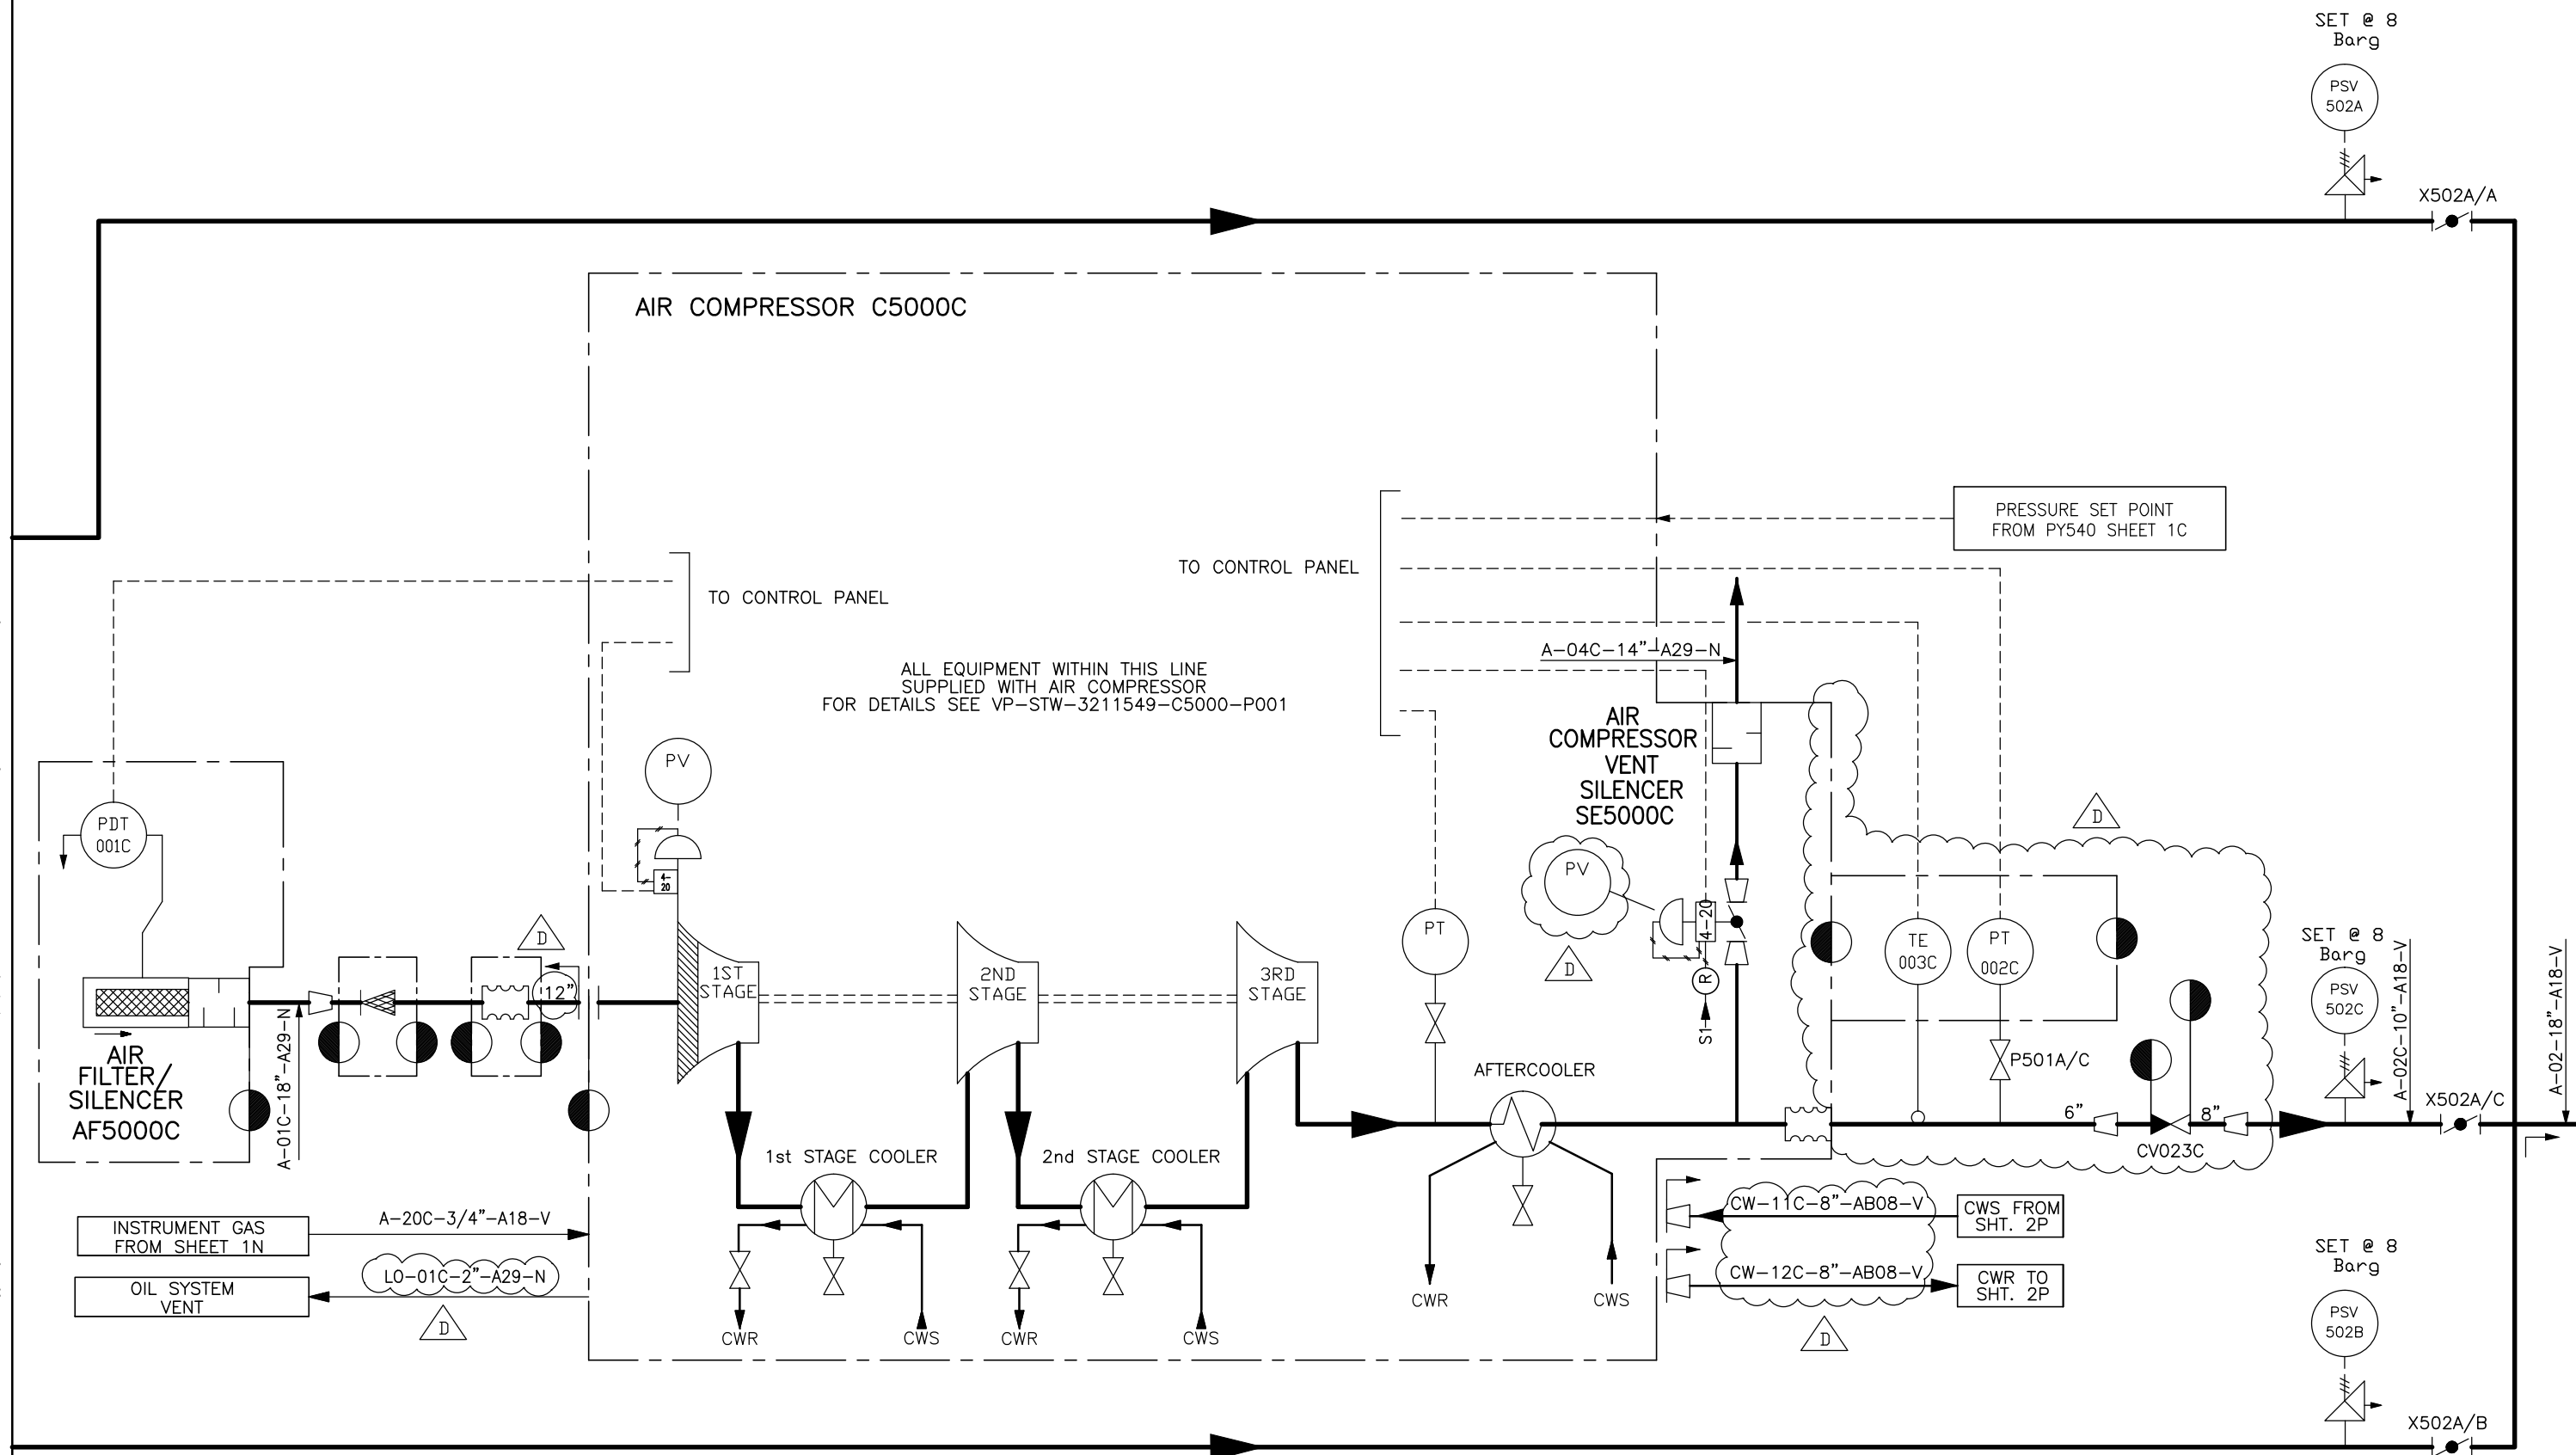 SET @ 8
Barg
PSV
502A
X502A/A
AIR COMPRESSOR C5000C
PRESSURE SET POINT
FROM PY540 SHEET 1C
TO CONTROL PANEL
TO CONTROL PANEL
ALL EQUIPMENT WITHIN THIS LINE
SUPPLIED WITH AIR COMPRESSOR
FOR DETAILS SEE VP-STW-3211549-C5000-P001
A-04C-14"-A29-N
AIR
COMPRESSOR
VENT
SILENCER
SE5000C
PV
4-
20
PDT
001C
PV
4-20
D
R
S1
D
D
PT
TE
003C
PT
002C
P501A/C
D
12"
1ST
STAGE
2ND
STAGE
3RD
STAGE
AIR
FILTER/
SILENCER
AF5000C
A-01C-18"-A29-N
AFTERCOOLER
1st STAGE COOLER
2nd STAGE COOLER
6"
8"
CV023C
SET @ 8
Barg
PSV
502C
A-02C-10"-A18-V
A-02-18"-A18-V
X502A/C
INSTRUMENT GAS
FROM SHEET 1N
A-20C-3/4"-A18-V
OIL SYSTEM
VENT
LO-01C-2"-A29-N
D
CWR
CWS
CWR
CWS
CWR
CWS
CW-11C-8"-AB08-V
CWS FROM
SHT. 2P
CW-12C-8"-AB08-V
CWR TO
SHT. 2P
D
SET @ 8
Barg
PSV
502B
X502A/B